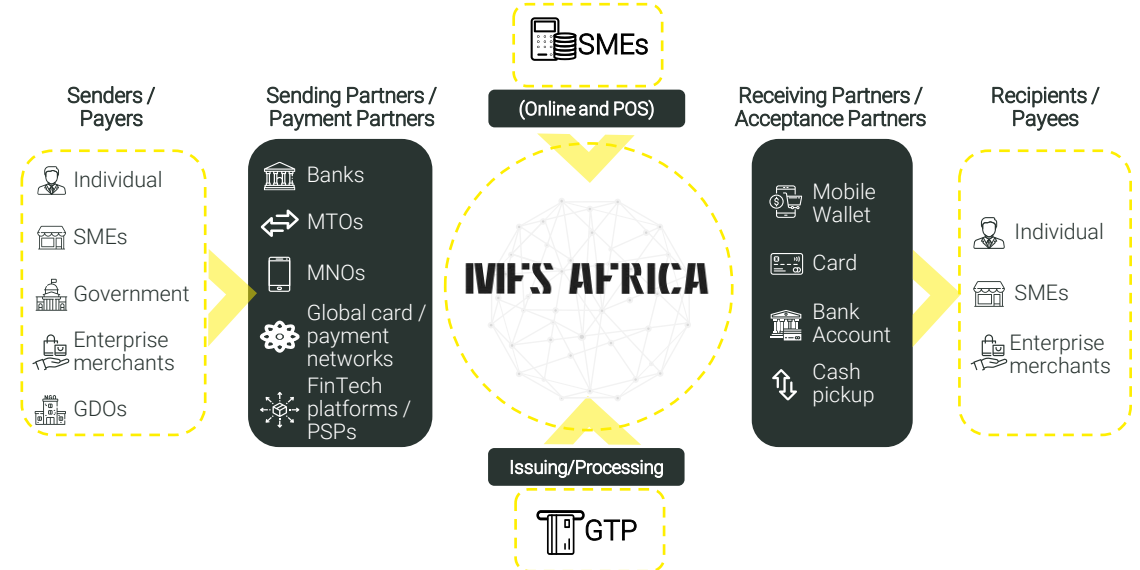 SMEs
(Online and POS)
Senders /
Payers
Individual
SMEs
Government
Enterprise
merchants
NGO
GDOs
Sending Partners /
Payment Partners
Banks
MTOs
MNOs
Global card /
payment
networks
FinTech
platforms /
PSPs
MFS AFRICA
Receiving Partners /
Acceptance Partners
Mobile
Wallet
Card
Bank
Account
Cash
pickup
Recipients /
Payees
Individual
SMEs
Enterprise
merchants
Issuing/Processing
GTP